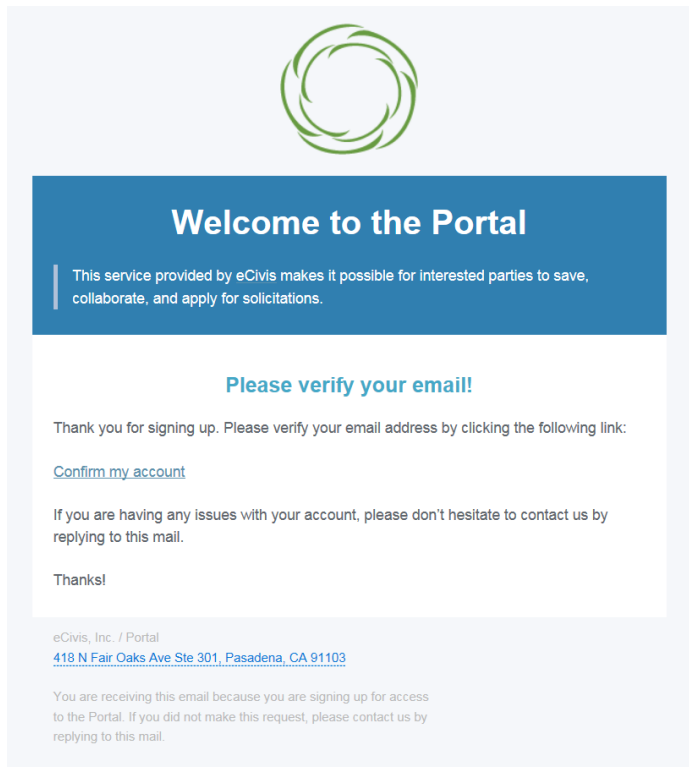 Welcome to the Portal
This service provided by eCivis makes it possible for interested parties to save,
collaborate, and apply for solicitations.
Please verify your email!
Thank you for signing up. Please verify your email address by clicking the following link:
Confirm my account
If you are having any issues with your account, please don’t hesitate to contact us by
replying to this mail.
Thanks!
eCivis, Inc. / Portal
418 N Fair Oaks Ave Ste 301, Pasadena, CA 91103
You are receiving this email because you are signing up for access
to the Portal. If you did not make this request, please contact us by
replying to this mail.